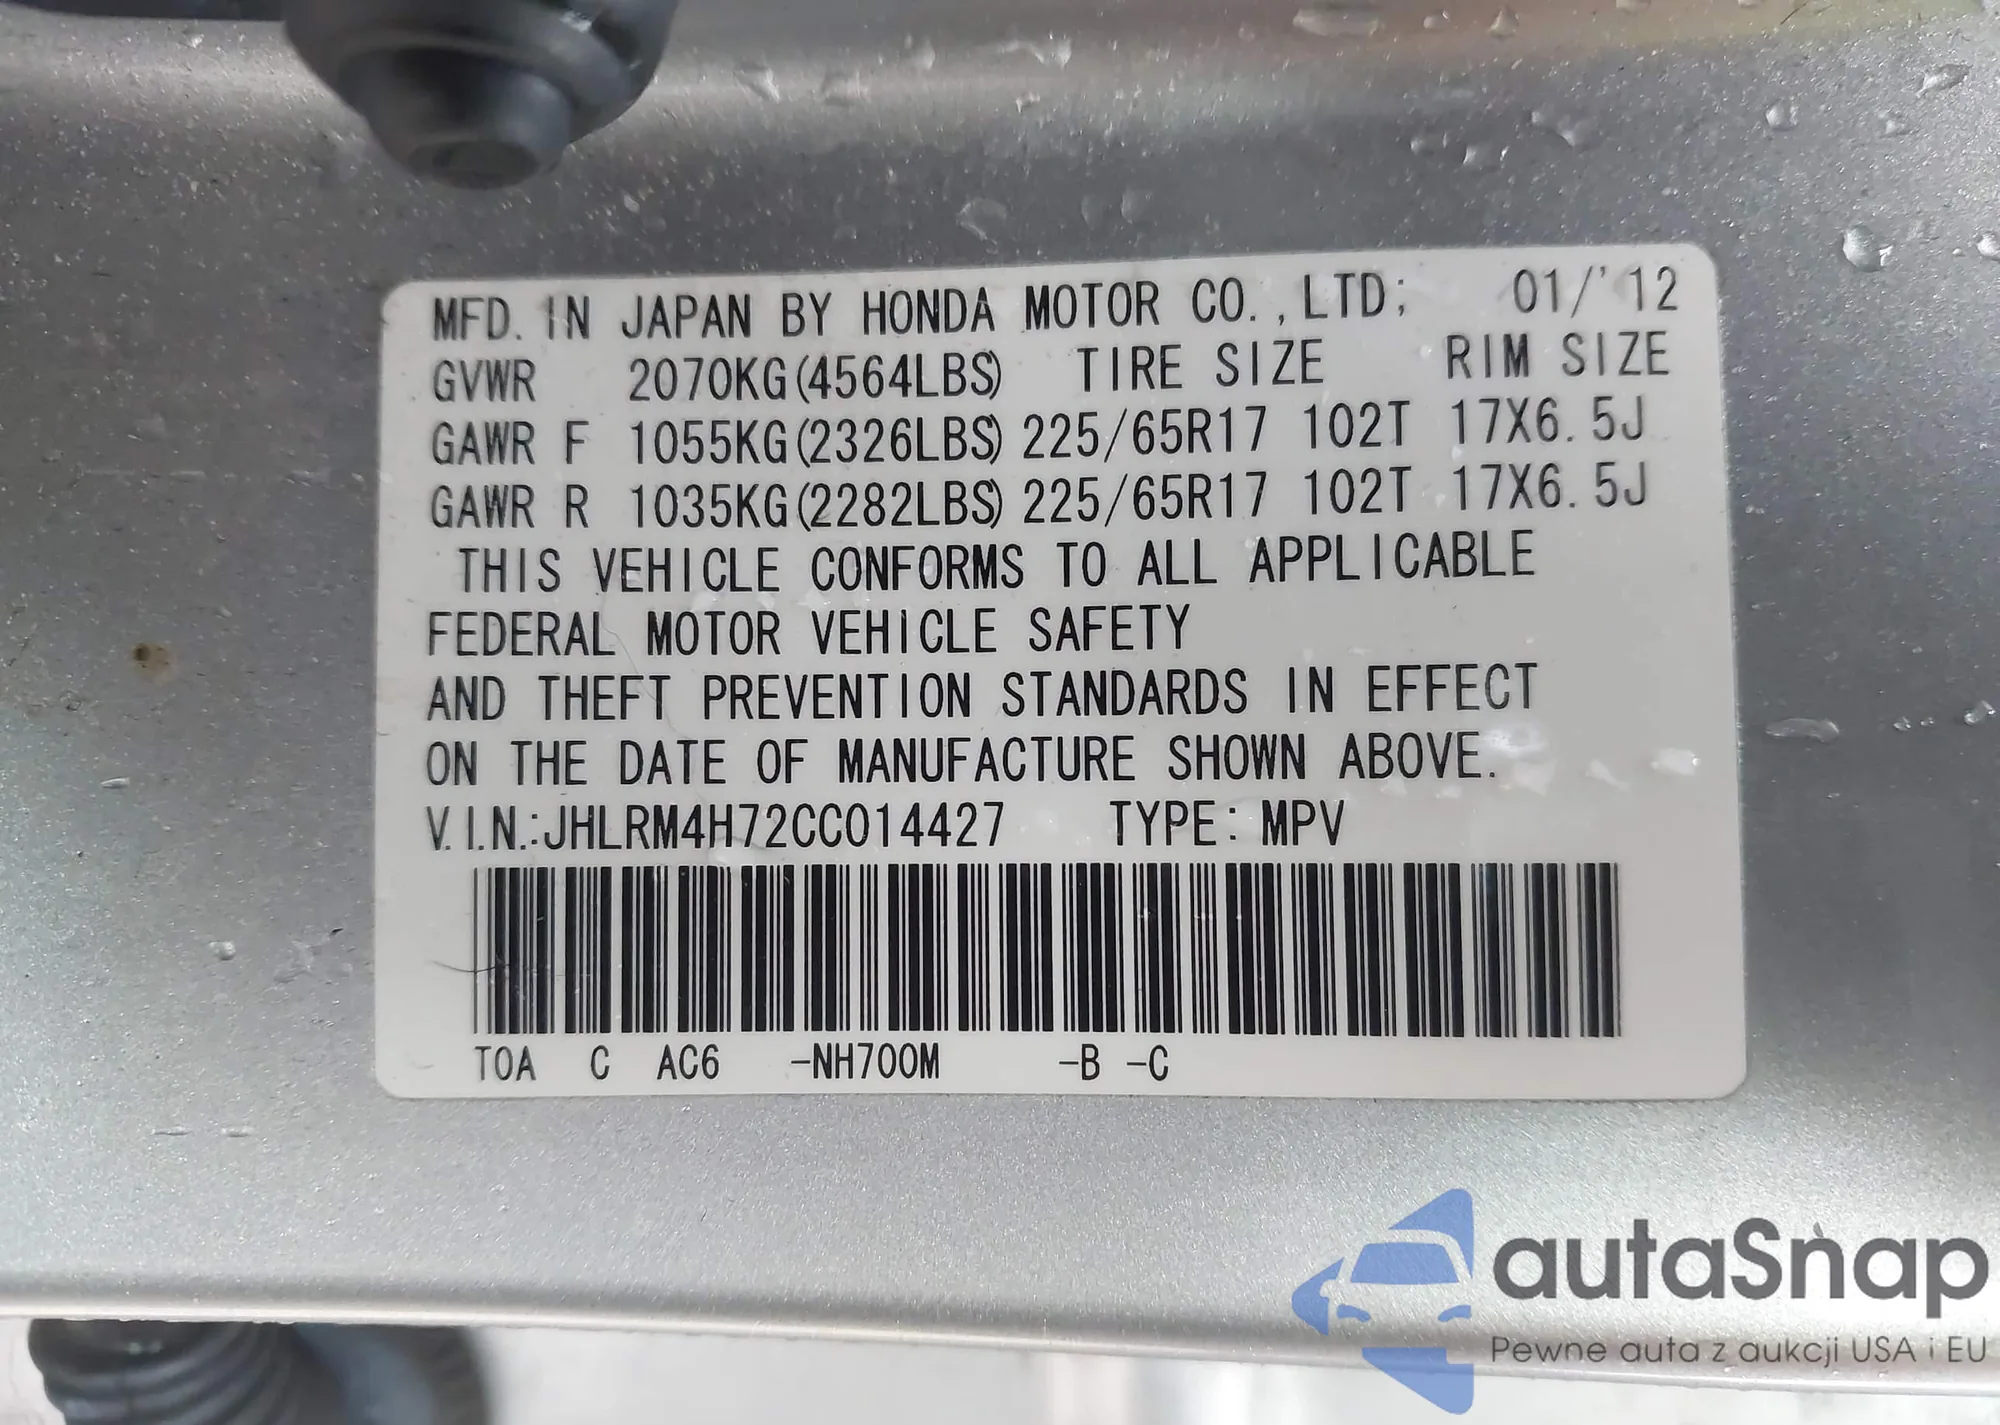 MFD. IN JAPAN BY HONDA MOTOR CO.,LTD; 01/'12
GVWR 2070KG(4564LBS) TIRE SIZE RIM SIZE
GAWR F 1055KG(2326LBS) 225/65R17 102T 17X6.5J
GAWR R 1035KG(2282LBS) 225/65R17 102T 17X6.5J
THIS VEHICLE CONFORMS TO ALL APPLICABLE
FEDERAL MOTOR VEHICLE SAFETY
AND THEFT PREVENTION STANDARDS IN EFFECT
ON THE DATE OF MANUFACTURE SHOWN ABOVE.
V.I.N.:JHLRM4H72CC014427 TYPE: MPV
TOA C AC6 -NH700M -B -C
autaSnap
Pewne auta z aukcji USA i EU